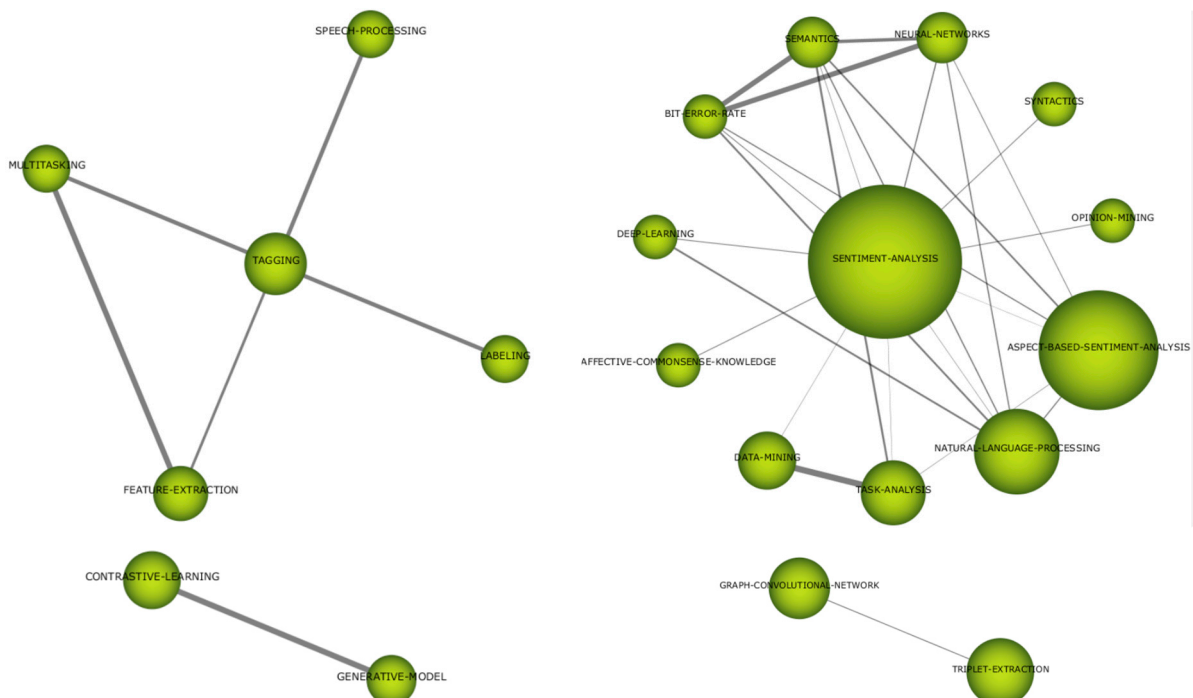 SPEECH-PROCESSING
MULTITASKING
TAGGING
LABELING
FEATURE-EXTRACTION
SEMANTICS
NEURAL-NETWORKS
BIT-ERROR-RATE
SYNTACTICS
DEEP-LEARNING
OPINION-MINING
SENTIMENT-ANALYSIS
ASPECT-BASED-SENTIMENT-ANALYSIS
AFFECTIVE-COMMONSENSE-KNOWLEDGE
NATURAL-LANGUAGE-PROCESSING
DATA-MINING
TASK-ANALYSIS
CONTRASTIVE-LEARNING
GENERATIVE-MODEL
GRAPH-CONVOLUTIONAL-NETWORK
TRIPLET-EXTRACTION